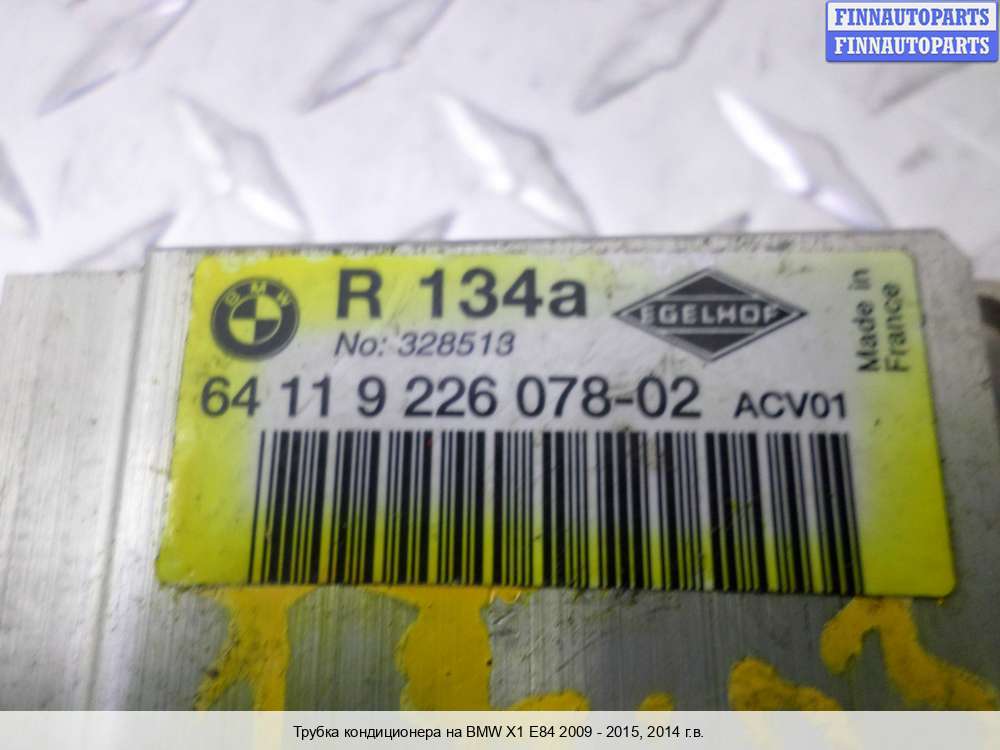 FINNAUTOPARTS
FINNAUTOPARTS
BMW
R 134a
EGELHOF
Made in
France
No: 328513
64 11 9 226 078-02 ACV01
Трубка кондиционера на BMW X1 E84 2009 - 2015, 2014 г.в.